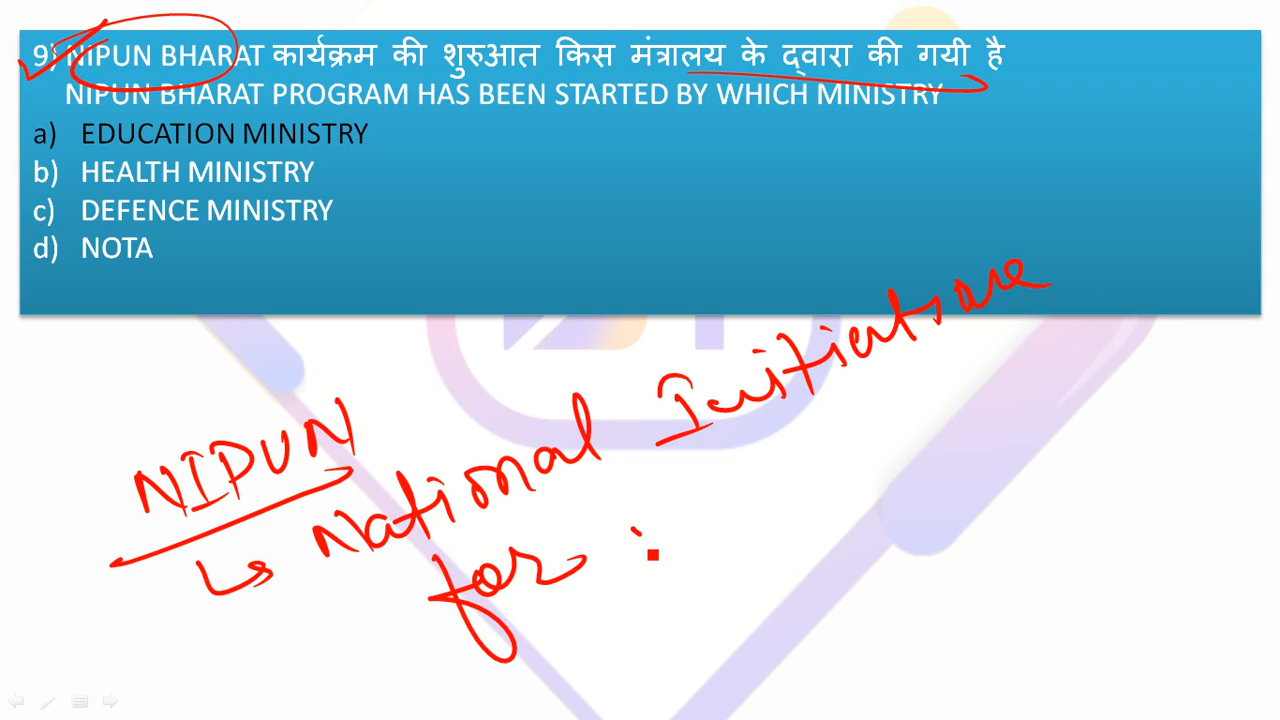 9) NIPUN BHARAT कार्यक्रम की शुरुआत किस मंत्रालय के द्वारा की गयी है
NIPUN BHARAT PROGRAM HAS BEEN STARTED BY WHICH MINISTRY
a) EDUCATION MINISTRY
b) HEALTH MINISTRY
c) DEFENCE MINISTRY
d) NOTA
NIPUN
National
for